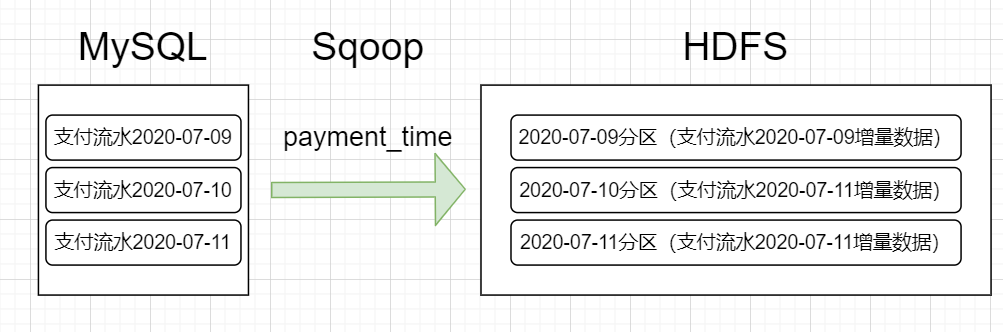 MySQL
Sqoop
HDFS
支付流水2020-07-09
支付流水2020-07-10
支付流水2020-07-11
payment_time
2020-07-09分区（支付流水2020-07-09增量数据）
2020-07-10分区（支付流水2020-07-11增量数据）
2020-07-11分区（支付流水2020-07-11增量数据）